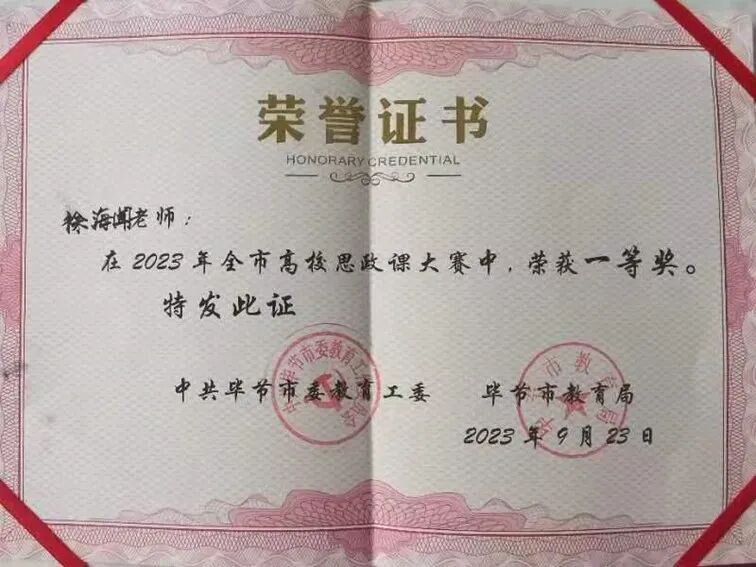 荣誉证书
HONORARY CREDENTIAL
徐海闻老师:
在2023年全市高校思政课大赛中,荣获一等奖。
特发此证
中共毕节市委教育工委 毕节市教育局
2023年9月23日